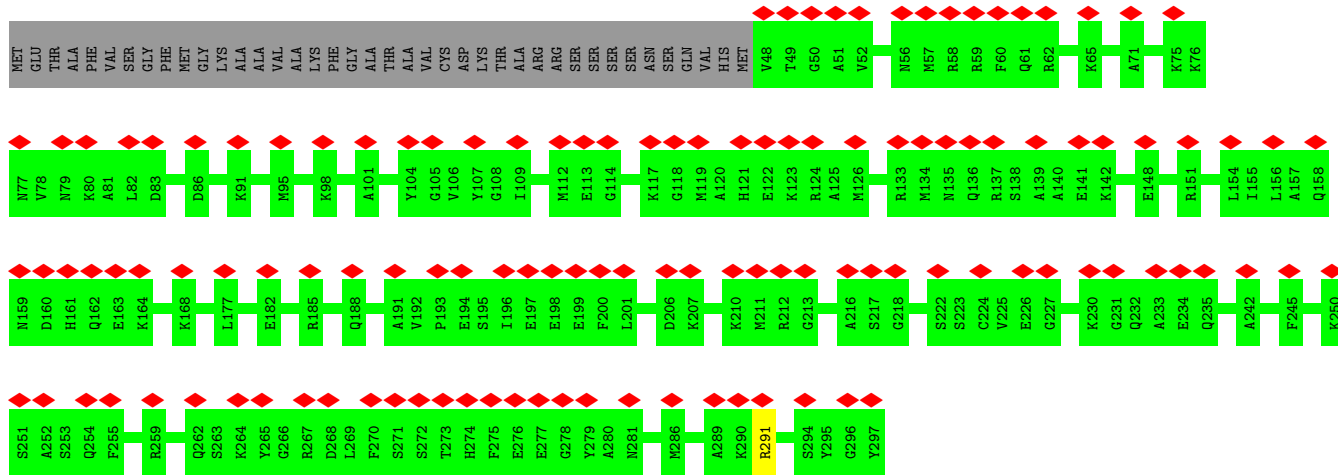 MET GLU THR ALA PHE VAL SER GLY PHE MET GLY LYS ALA ALA VAL ALA LYS PHE GLY ALA THR ALA VAL CYS ASP LYS THR ALA ARG ARG SER SER SER SER ASN SER GLN VAL HIS MET V48 T49 G50 A51 V52 N56 M57 R58 R59 F60 Q61 R62 K65 A71 K75 K76
N77 V78 N79 K80 A81 L82 D83 D86 K91 M95 K98 A101 Y104 G105 V106 Y107 G108 I109 M112 E113 G114 K117 G118 M119 A120 H121 E122 K123 R124 A125 M126 R133 M134 N135 Q136 R137 S138 A139 A140 E141 K142 E148 R151 L154 I155 L156 A157 Q158
N159 D160 H161 Q162 E163 K164 K168 L177 E182 R185 Q188 A191 V192 P193 E194 S195 I196 E197 E198 E199 F200 L201 D206 K207 K210 M211 R212 G213 A216 S217 G218 S222 S223 C224 V225 E226 G227 K230 G231 Q232 A233 E234 Q235 A242 F245 K250
S251 A252 S253 Q254 F255 R259 Q262 S263 K264 Y265 G266 R267 D268 L269 F270 S271 S272 T273 H274 F275 E276 E277 G278 Y279 A280 N281 M286 A289 K290 R291 S294 Y295 G296 Y297